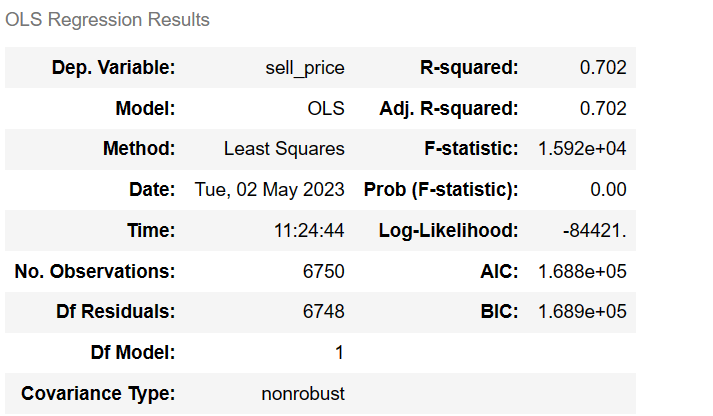 OLS Regression Results
Dep. Variable: sell_price R-squared: 0.702
Model: OLS Adj. R-squared: 0.702
Method: Least Squares F-statistic: 1.592e+04
Date: Tue, 02 May 2023 Prob (F-statistic): 0.00
Time: 11:24:44 Log-Likelihood: -84421.
No. Observations: 6750 AIC: 1.688e+05
Df Residuals: 6748 BIC: 1.689e+05
Df Model: 1
Covariance Type: nonrobust